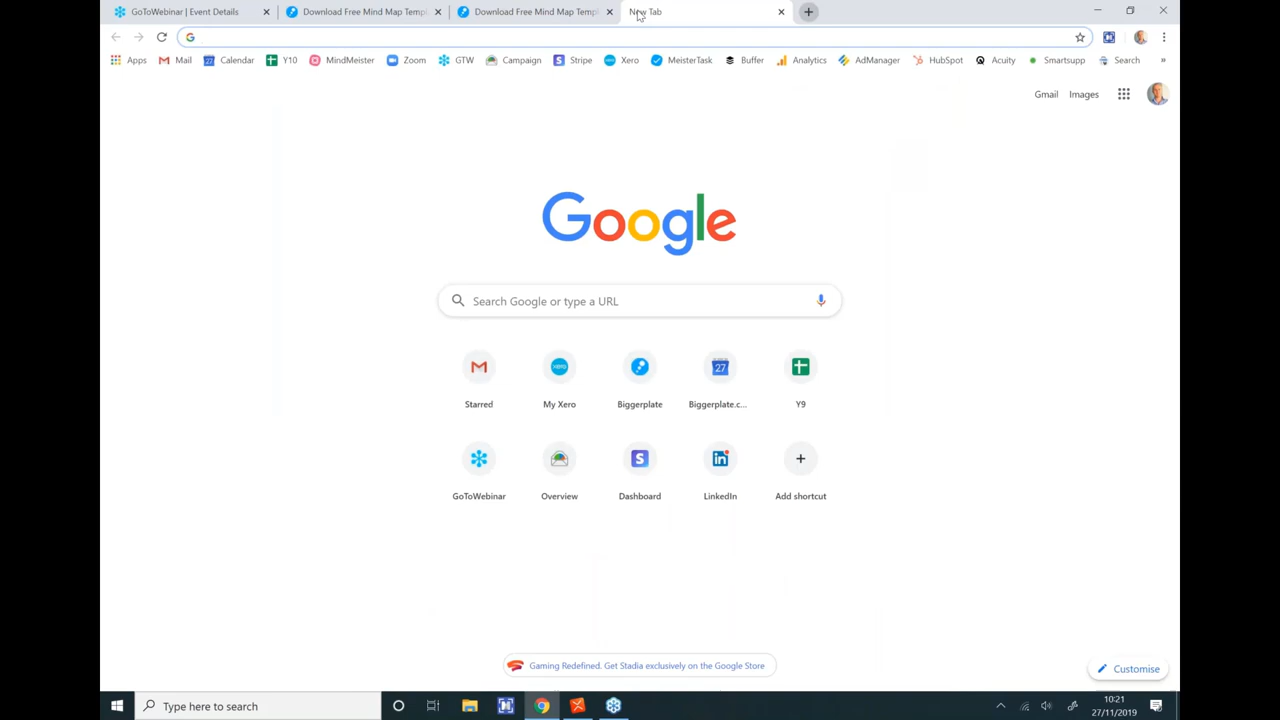 GoToWebinar | Event Details
Download Free Mind Map Templ
Download Free Mind Map Templ
New Tab
Apps Mail Calendar Y10 MindMeister Zoom GTW Campaign Stripe Xero MeisterTask Buffer Analytics AdManager HubSpot Acuity Smartsupp Search »
Gmail Images
Google
Search Google or type a URL
Starred My Xero Biggerplate Biggerplate.c... Y9
GoToWebinar Overview Dashboard LinkedIn Add shortcut
Gaming Redefined. Get Stadia exclusively on the Google Store
Customise
Type here to search
10:21
27/11/2019